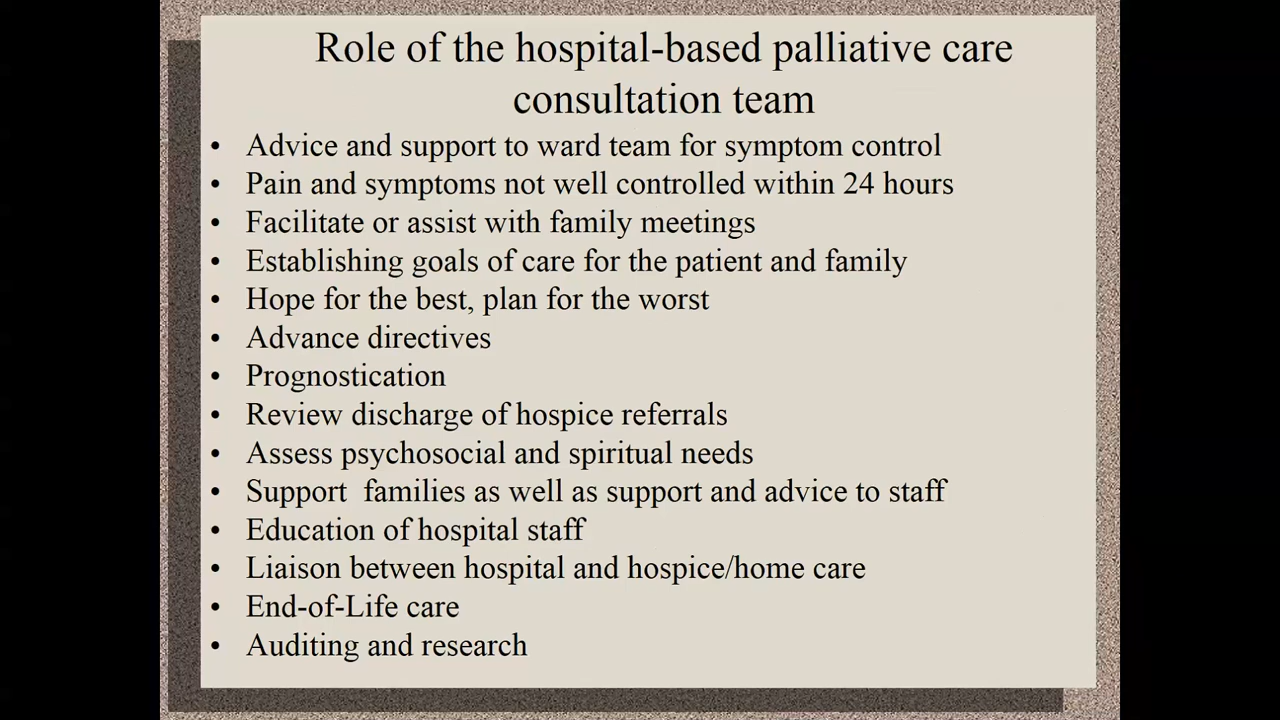 Role of the hospital-based palliative care
consultation team
• Advice and support to ward team for symptom control
• Pain and symptoms not well controlled within 24 hours
• Facilitate or assist with family meetings
• Establishing goals of care for the patient and family
• Hope for the best, plan for the worst
• Advance directives
• Prognostication
• Review discharge of hospice referrals
• Assess psychosocial and spiritual needs
• Support  families as well as support and advice to staff
• Education of hospital staff
• Liaison between hospital and hospice/home care
• End-of-Life care
• Auditing and research